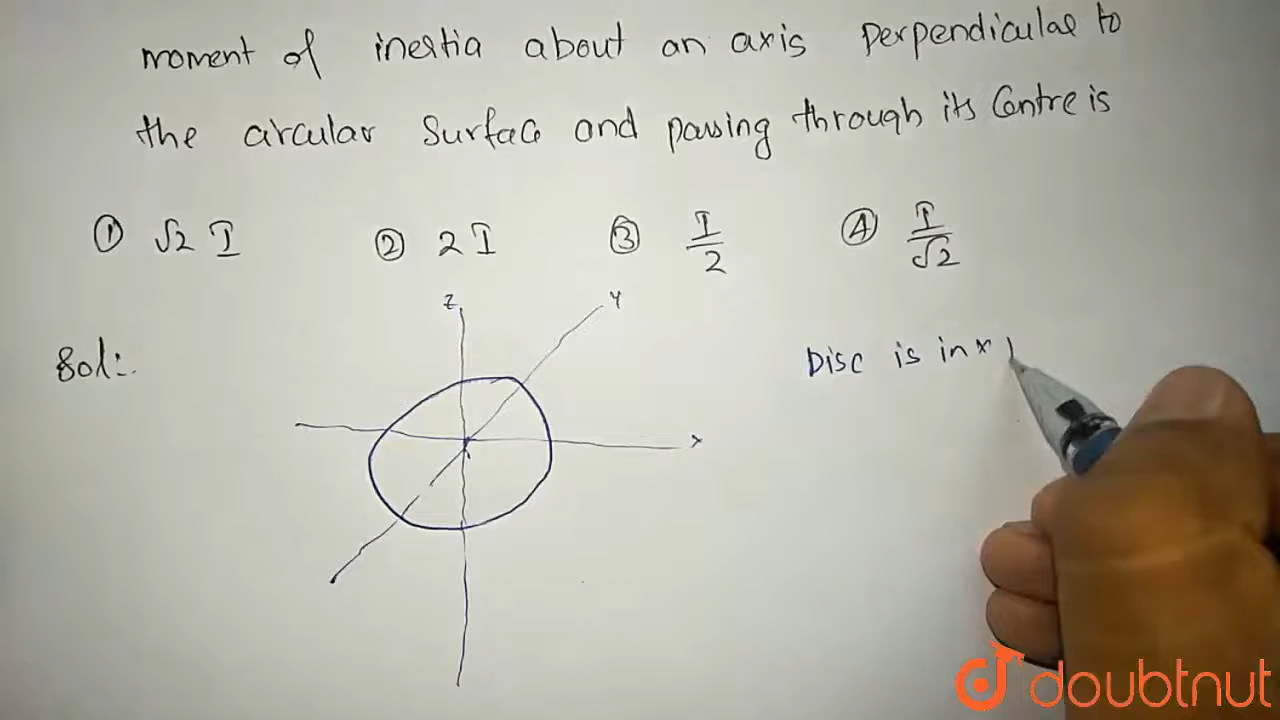 moment of inertia about an axis perpendicular to
the circular Surface and passing through its Centre is
① √2 I ② 2I ③ I/2 ④ I/√2
Z Y
Sol:-
Disc is in x
x
doubtnut